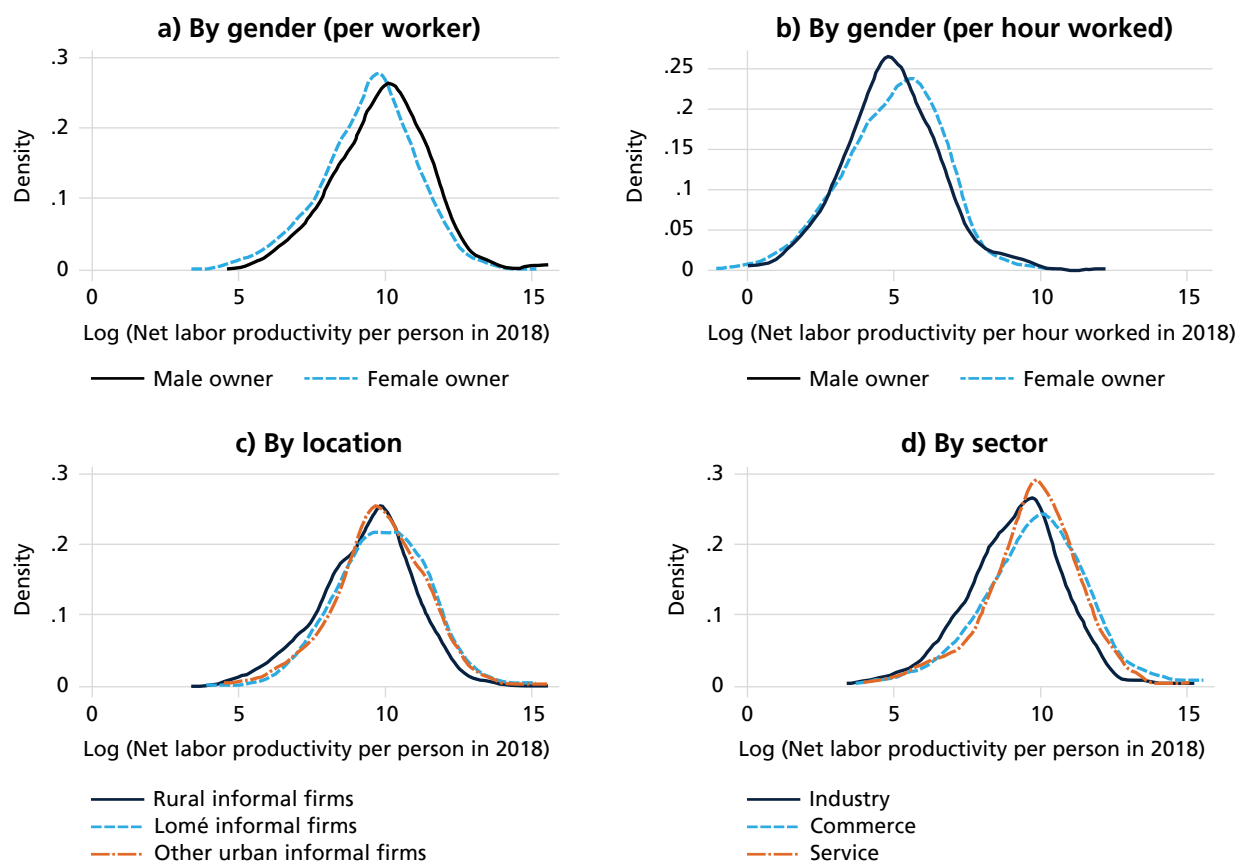 a) By gender (per worker)
.3
.2
.1
0
Density
0 5 10 15
Log (Net labor productivity per person in 2018)
Male owner Female owner
b) By gender (per hour worked)
.25
.2
.15
.1
.05
0
Density
0 5 10 15
Log (Net labor productivity per hour worked in 2018)
Male owner Female owner
c) By location
.3
.2
.1
0
Density
0 5 10 15
Log (Net labor productivity per person in 2018)
Rural informal firms
Lomé informal firms
Other urban informal firms
d) By sector
.3
.2
.1
0
Density
0 5 10 15
Log (Net labor productivity per person in 2018)
Industry
Commerce
Service